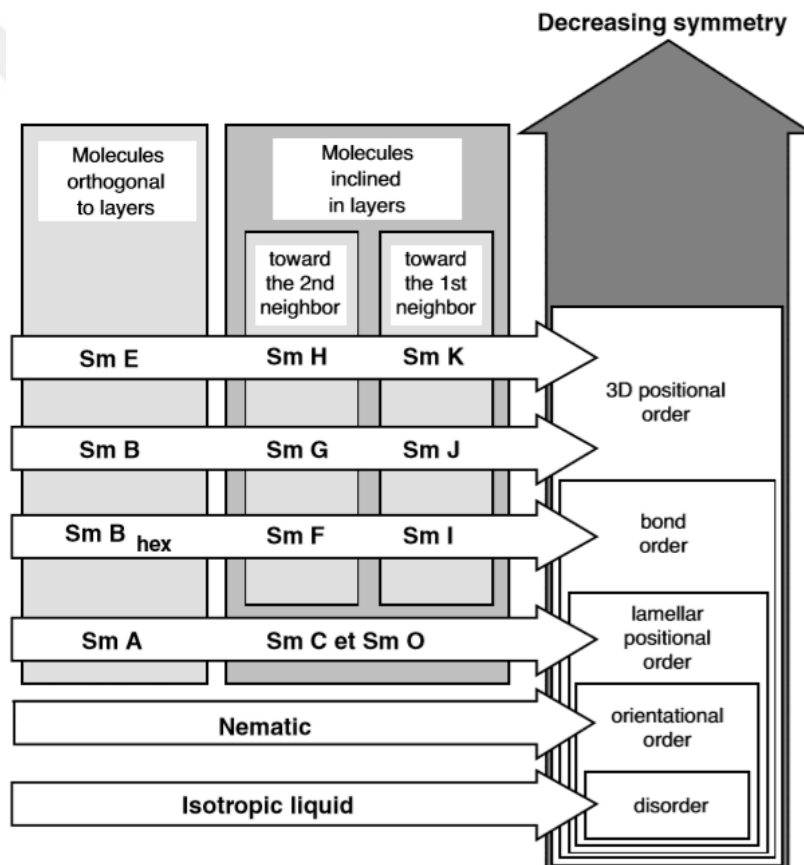 Decreasing symmetry
Molecules
orthogonal
to layers
Molecules
inclined
in layers
toward
the 2nd
neighbor
toward
the 1st
neighbor
Sm E
Sm H
Sm K
3D positional
order
Sm B
Sm G
Sm J
Sm B hex
Sm F
Sm I
bond
order
Sm A
Sm C et Sm O
lamellar
positional
order
Nematic
orientational
order
Isotropic liquid
disorder